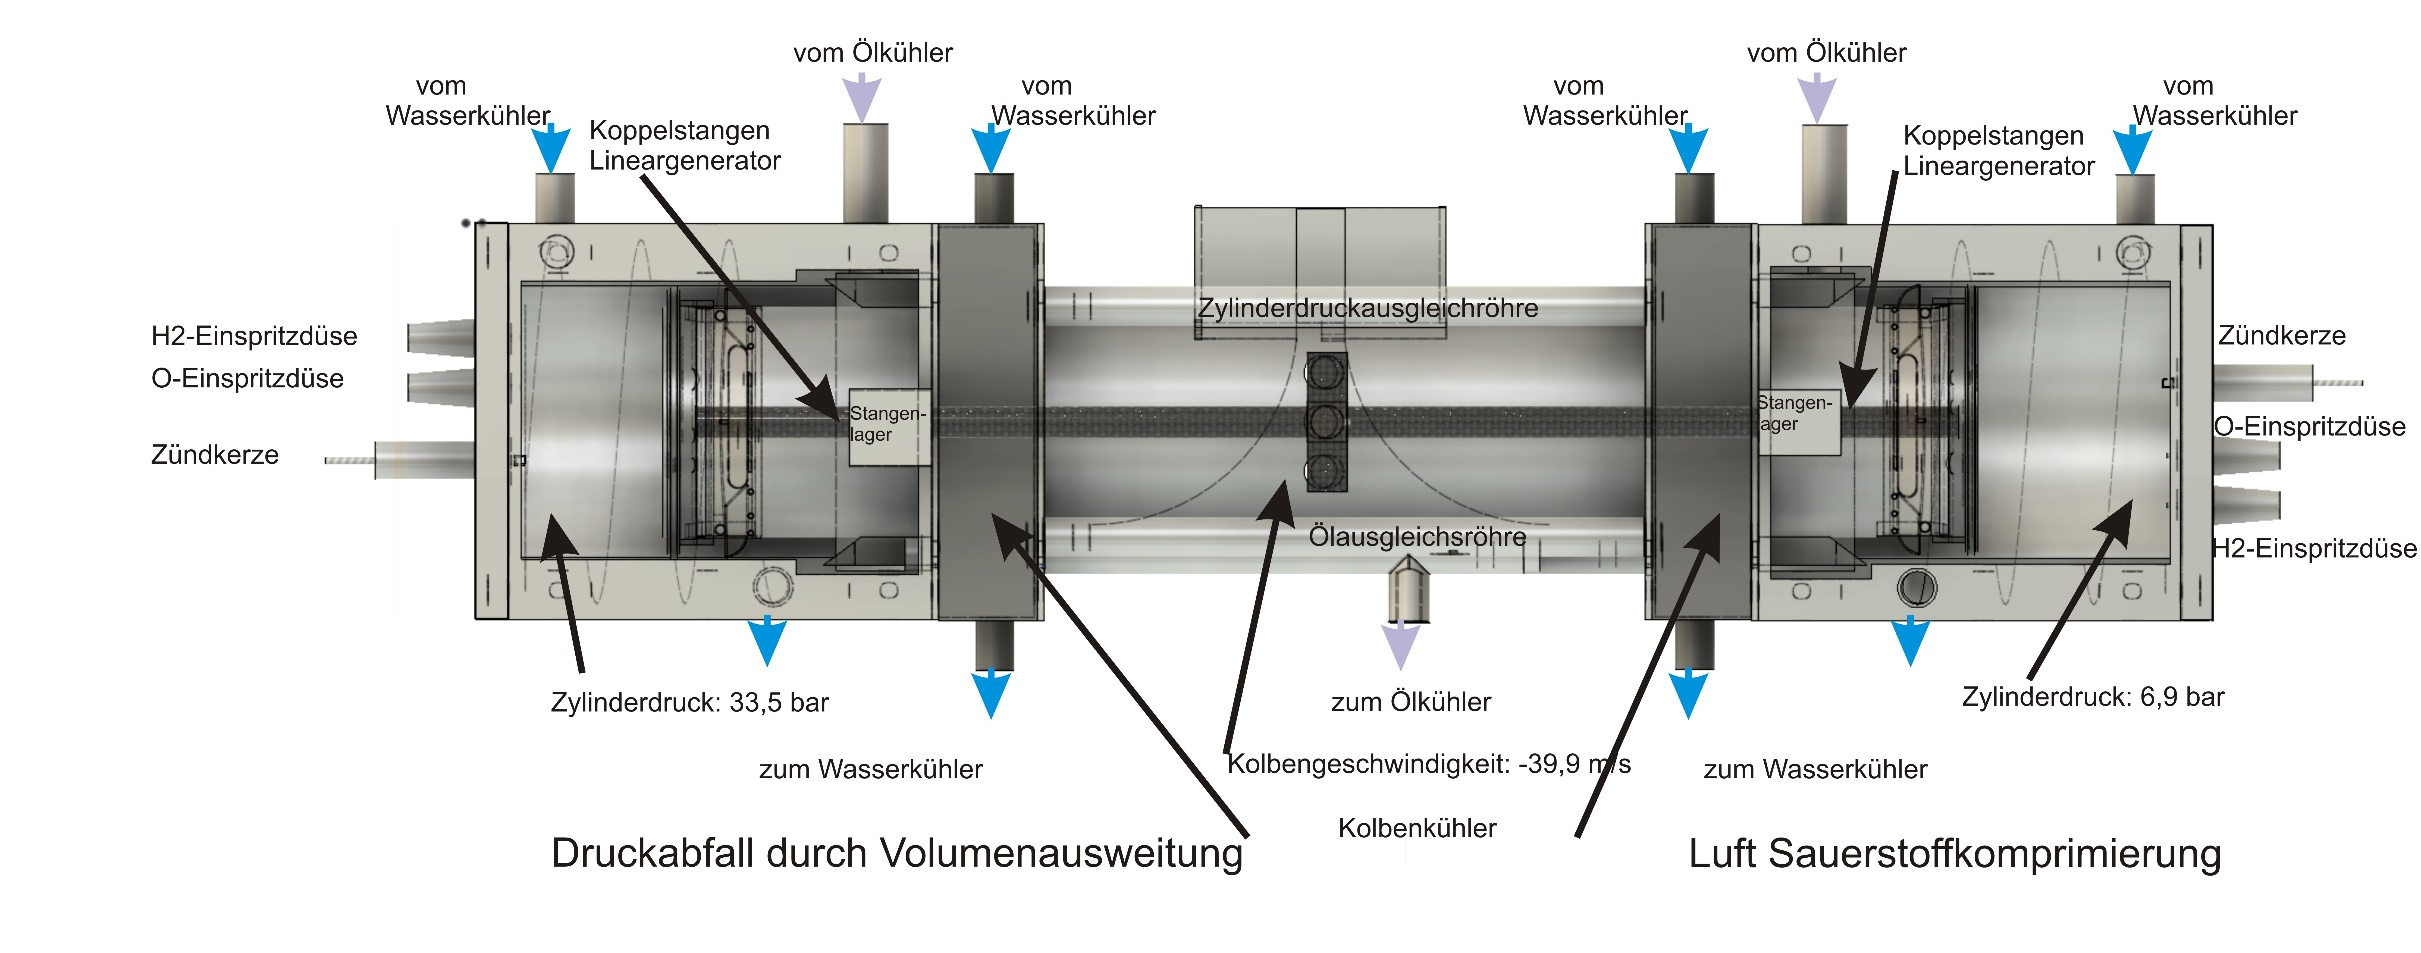 vom Ölkühler
vom Ölkühler
vom
Wasserkühler
vom
Wasserkühler
vom
Wasserkühler
vom
Wasserkühler
Koppelstangen
Lineargenerator
Koppelstangen
Lineargenerator
Zylinderdruckausgleichröhre
H2-Einspritzdüse
O-Einspritzdüse
Zündkerze
Stangen-
lager
Stangen-
ager
Zündkerze
O-Einspritzdüse
H2-Einspritzdüse
Ölausgleichsröhre
Zylinderdruck: 33,5 bar
zum Ölkühler
Zylinderdruck: 6,9 bar
zum Wasserkühler
Kolbengeschwindigkeit: -39,9 m/s
zum Wasserkühler
Kolbenkühler
Druckabfall durch Volumenausweitung
Luft Sauerstoffkomprimierung